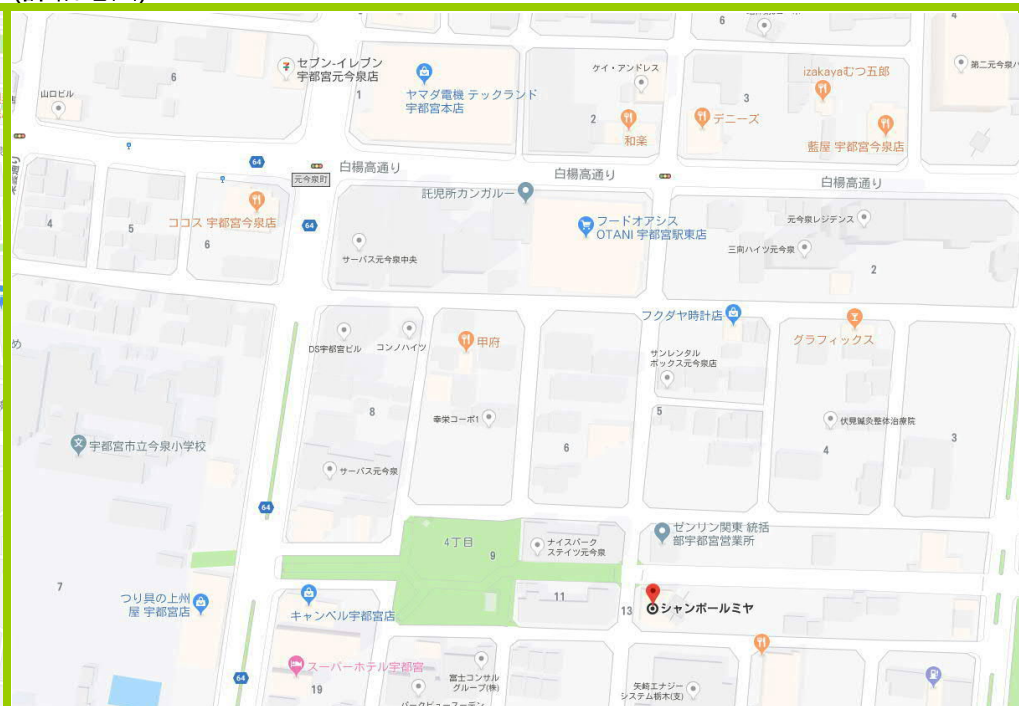 6
4
セブン-イレブン
宇都宮元今泉店
6
山口ビル
1
ヤマダ電機 テックランド
宇都宮本店
ケイ・アンドレス
2
和楽
izakayaむつ五郎
3
デニーズ
藍屋 宇都宮今泉店
第二元今泉パ
64
元今泉町
白楊高通り
白楊高通り
白楊高通り
託児所カンガルー
ココス 宇都宮今泉店
4
5
6
64
サーパス元今泉中央
フードオアシス
OTANI 宇都宮駅東店
元今泉レジデンス
三向ハイツ元今泉
2
フクダヤ時計店
グラフィックス
め
DS宇都宮ビル
コンノハイツ
甲府
サンレンタル
ボックス元今泉店
8
幸栄コーポ1
5
伏見鍼灸整体治療院
6
4
3
宇都宮市立今泉小学校
サーパス元今泉
64
4丁目
9
ナイスパーク
ステイツ元今泉
ゼンリン関東 統括
部宇都宮営業所
7
つり具の上州
屋 宇都宮店
キャンベル宇都宮店
11
13
シャンボールミヤ
スーパーホテル宇都宮
64
19
富士コンサル
グループ(株)
矢崎エナジー
システム栃木(支)